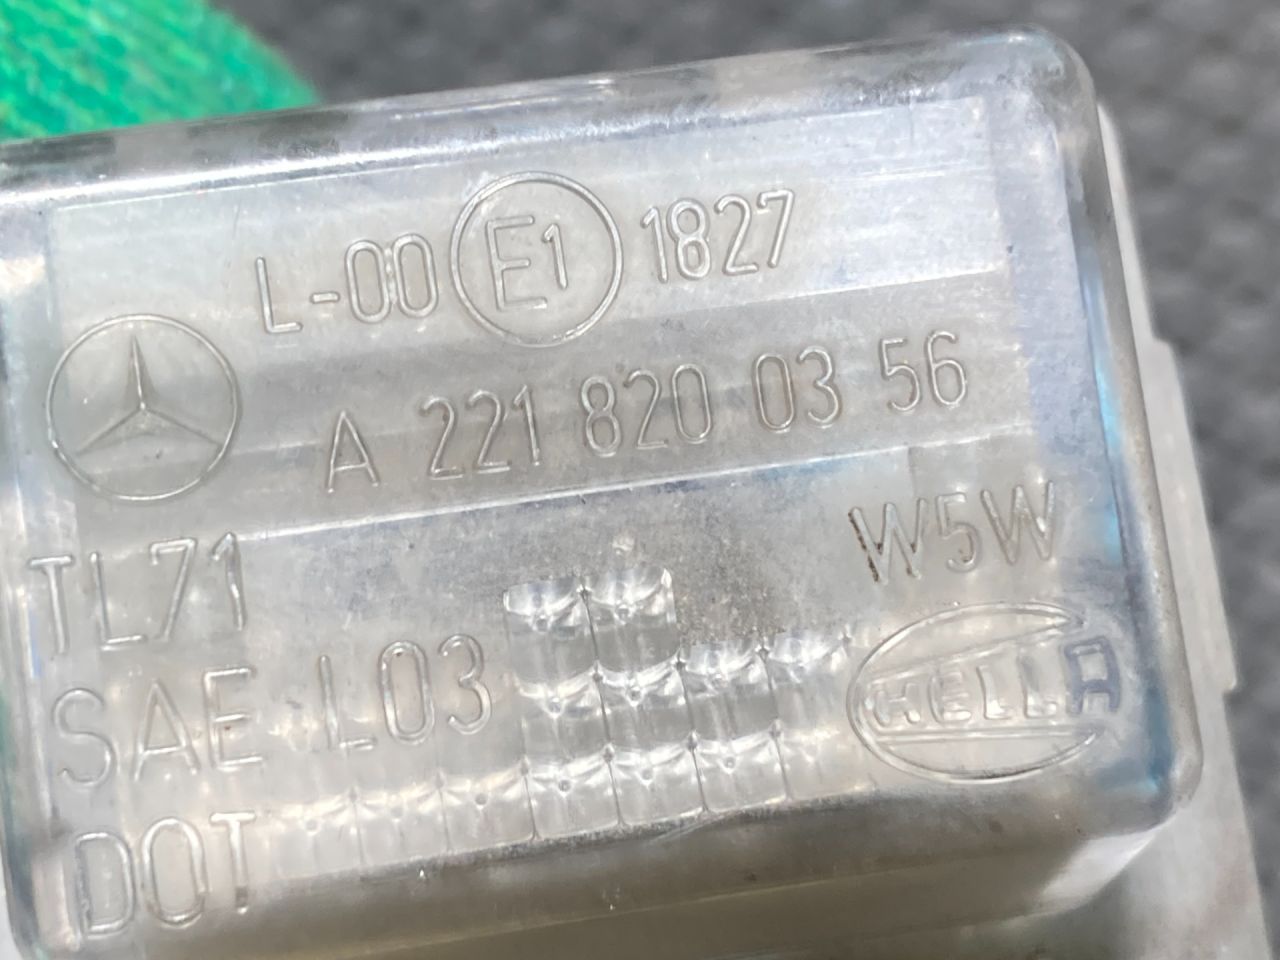 L-00 E1 1827
A 221 820 03 56
W5W
TL71
SAE L03
HELLA
DOT